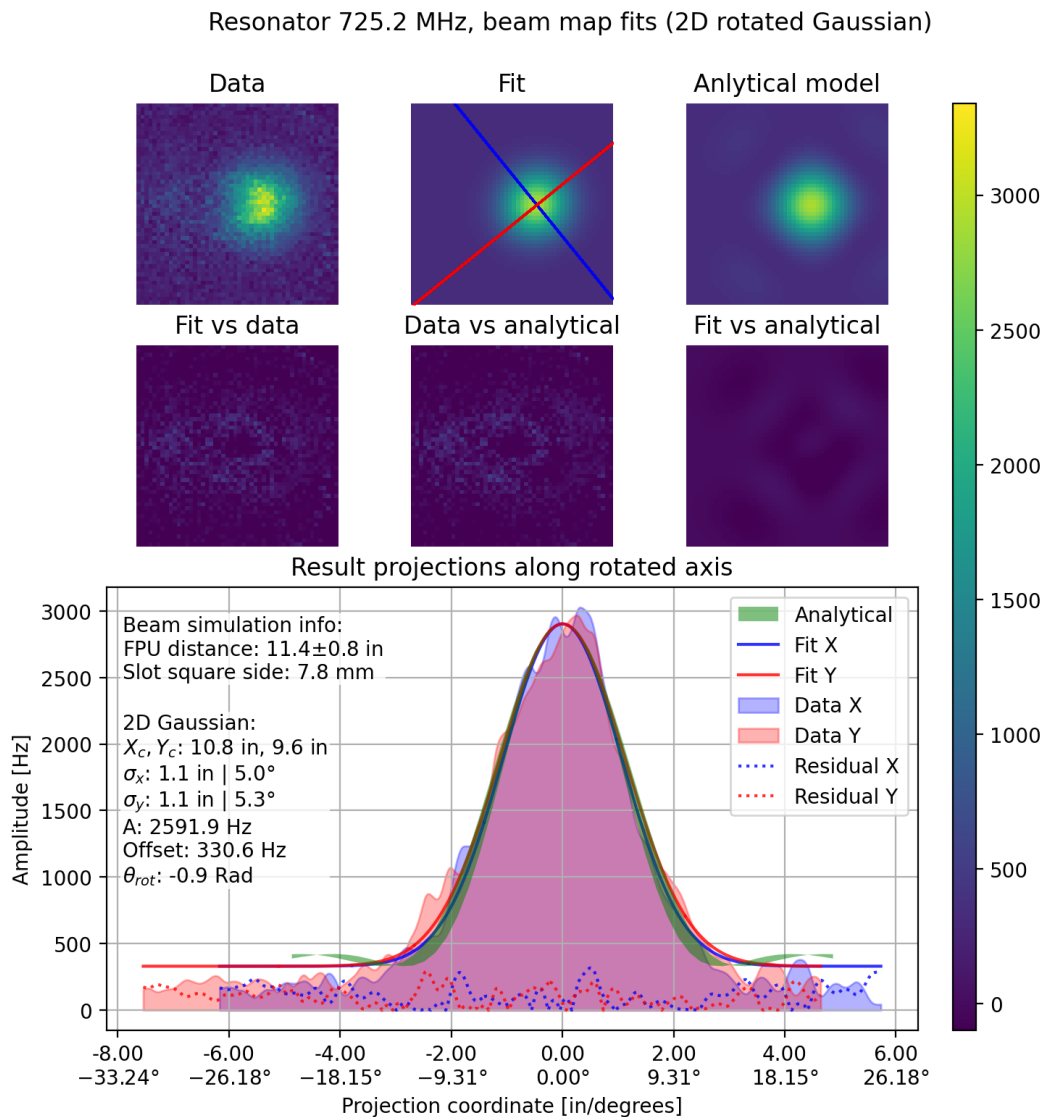 Resonator 725.2 MHz, beam map fits (2D rotated Gaussian)
Data
Fit
Anlytical model
Fit vs data
Data vs analytical
Fit vs analytical
3000
2500
2000
1500
1000
500
0
Result projections along rotated axis
Amplitude [Hz]
3000
2500
2000
1500
1000
500
0
Beam simulation info:
FPU distance: 11.4±0.8 in
Slot square side: 7.8 mm
2D Gaussian:
X_c, Y_c: 10.8 in, 9.6 in
σ_x: 1.1 in | 5.0°
σ_y: 1.1 in | 5.3°
A: 2591.9 Hz
Offset: 330.6 Hz
θ_rot: -0.9 Rad
Analytical
Fit X
Fit Y
Data X
Data Y
Residual X
Residual Y
-8.00 -6.00 -4.00 -2.00 0.00 2.00 4.00 6.00
−33.24° −26.18° −18.15° −9.31° 0.00° 9.31° 18.15° 26.18°
Projection coordinate [in/degrees]